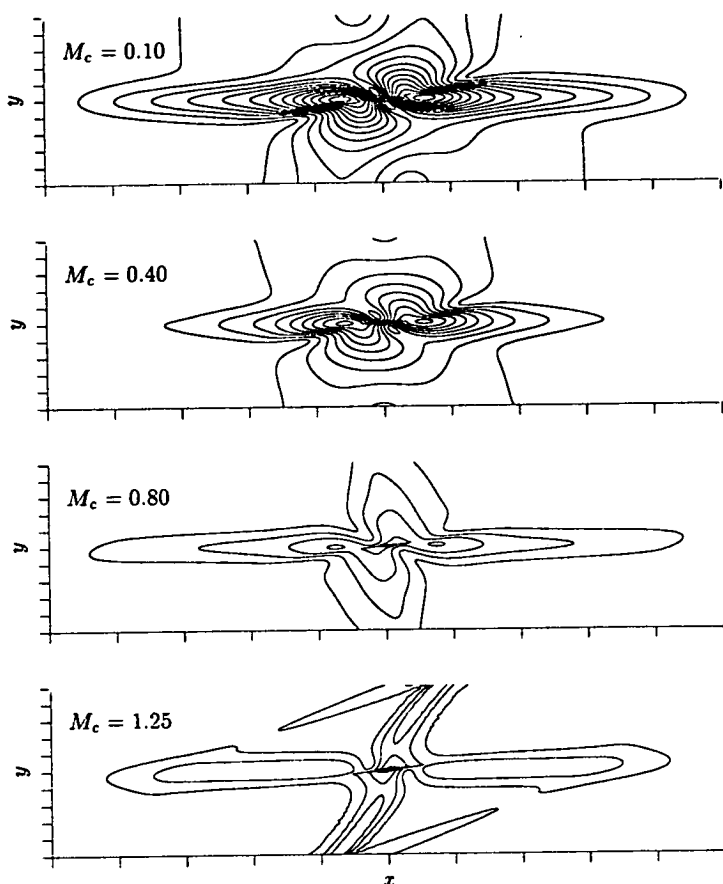 M_c = 0.10
y
M_c = 0.40
y
M_c = 0.80
y
M_c = 1.25
y
x